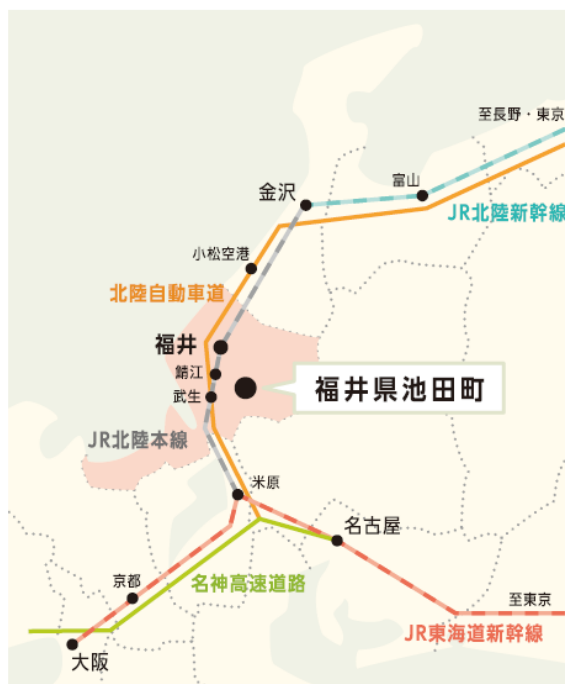 至長野・東京
富山
金沢
JR北陸新幹線
小松空港
北陸自動車道
福井
鯖江
福井県池田町
武生
JR北陸本線
米原
名古屋
京都
名神高速道路
至東京
JR東海道新幹線
大阪